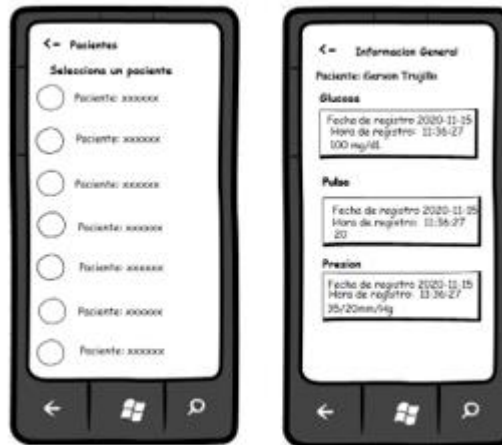 <- Pacientes
Selecciona un paciente
Paciente: xxxxxx
Paciente: xxxxxx
Paciente: xxxxxx
Paciente: xxxxxx
Paciente: xxxxxx
Paciente: xxxxxx
Paciente: xxxxxx
<- Informacion General
Paciente: Gerson Trujillo
Glucosa
Fecha de registro 2020-11-15
Hora de registro: 11:36:27
100 mg/dL
Pulso
Fecha de registro 2020-11-15
Hora de registro: 11:36:27
20
Presion
Fecha de registro 2020-11-15
Hora de registro: 11:36:27
35/20mm/Hg